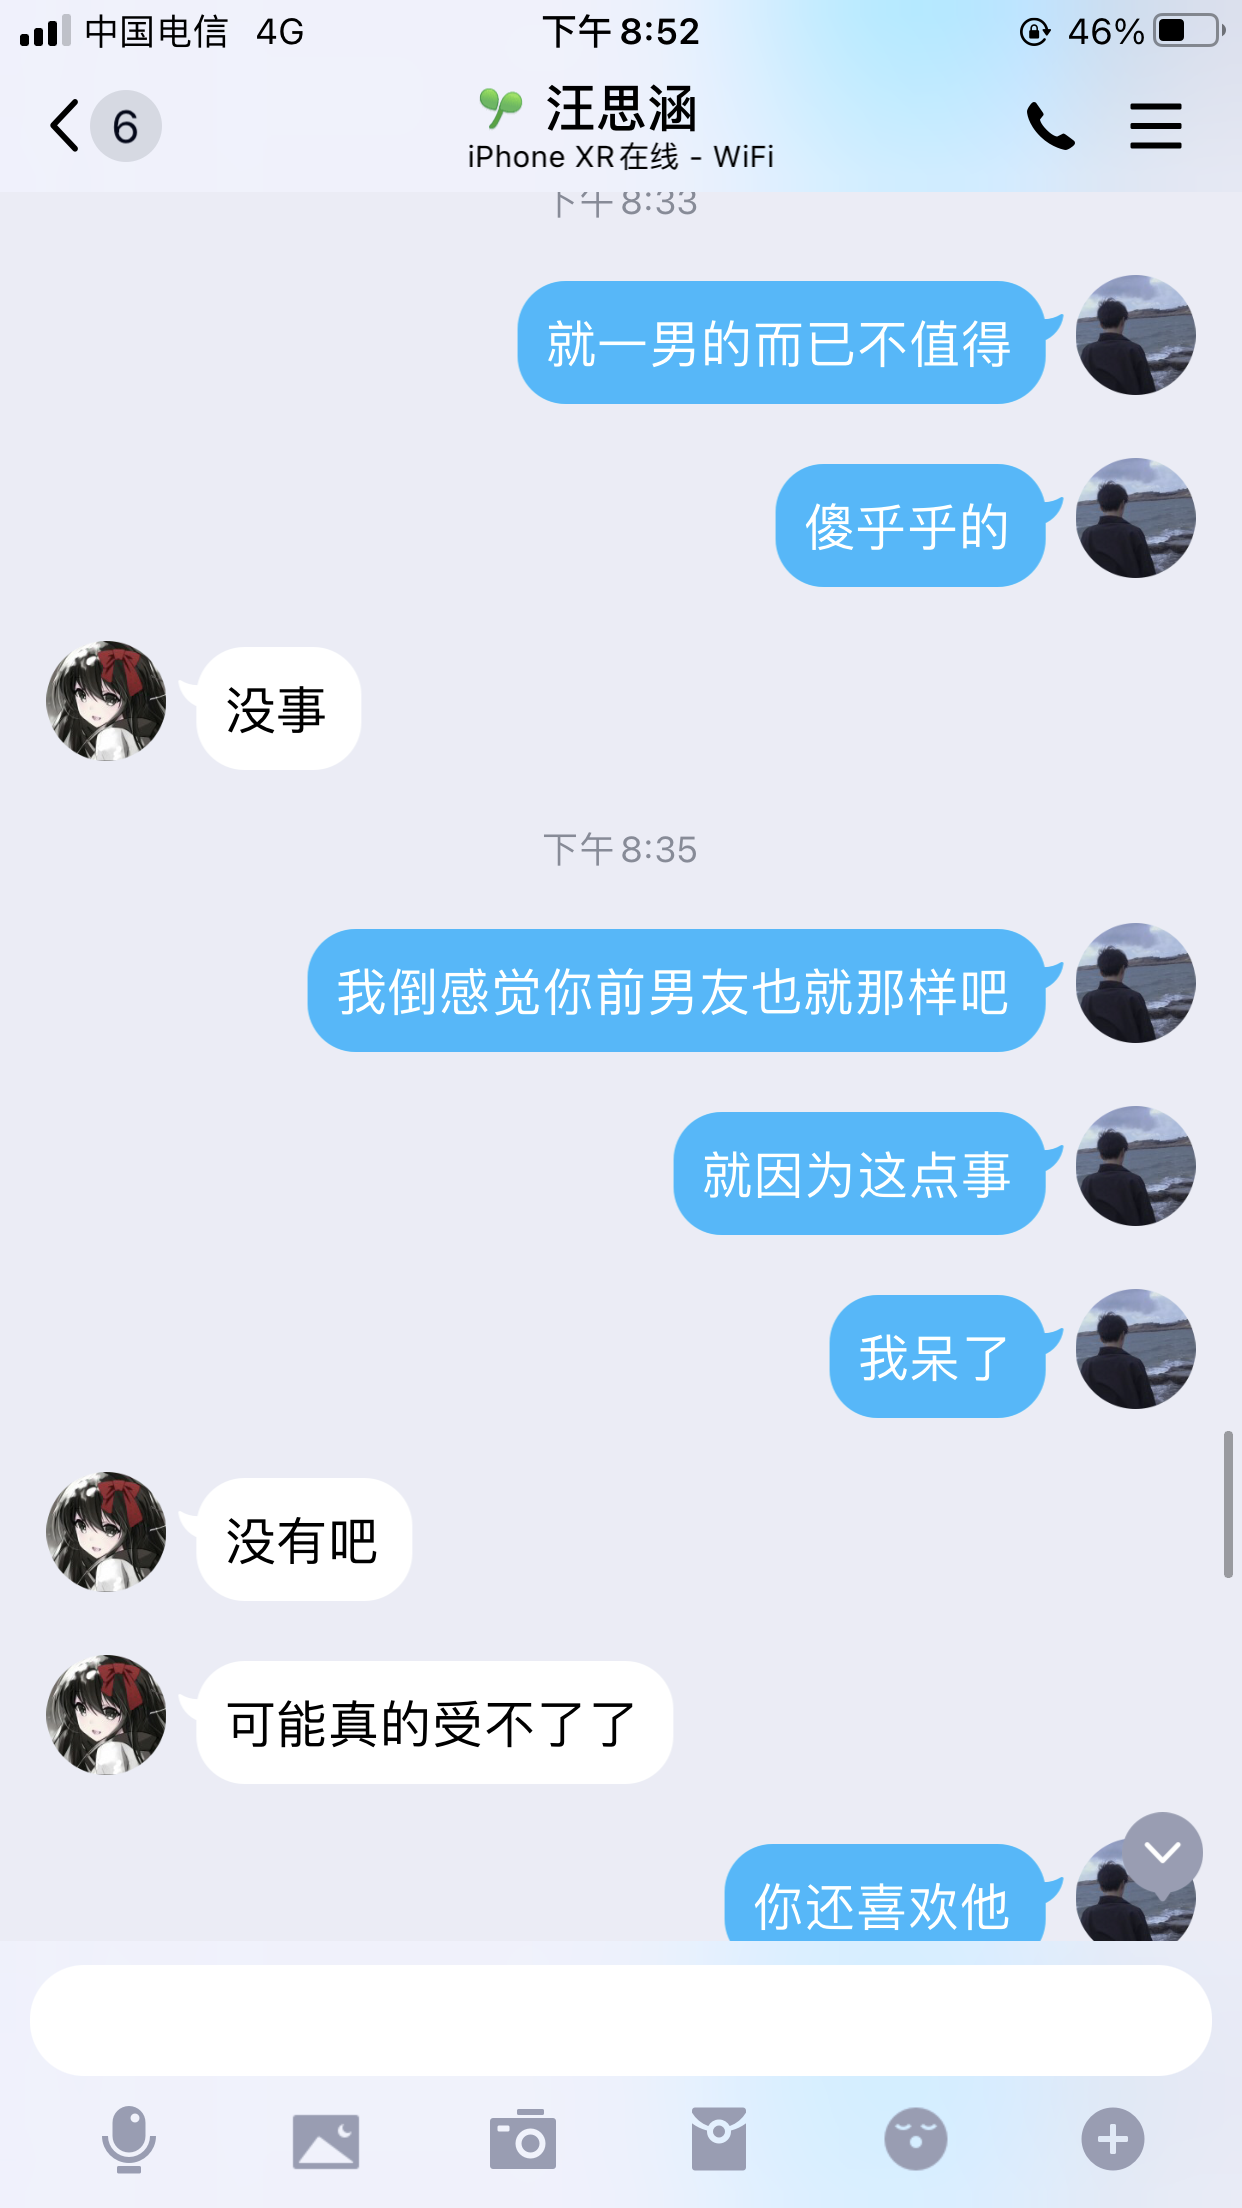 中国电信 4G 下午 8:52 46%
6 汪思涵
iPhone XR在线 - WiFi
下午 8:33
就一男的而已不值得
傻乎乎的
没事
下午 8:35
我倒感觉你前男友也就那样吧
就因为这点事
我呆了
没有吧
可能真的受不了了
你还喜欢他